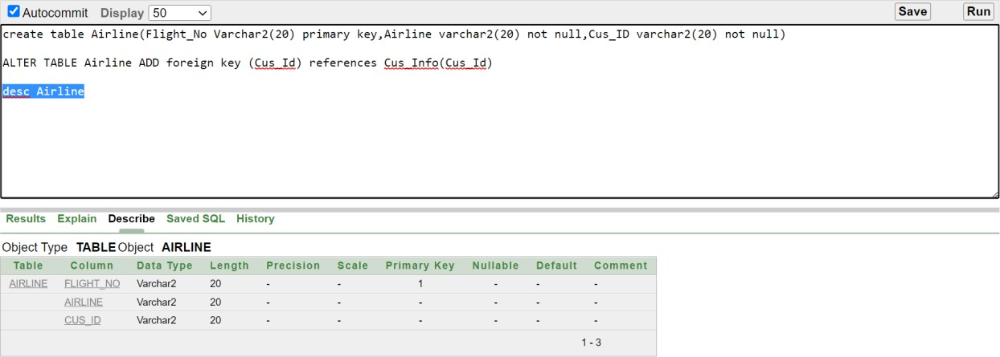 Autocommit Display 50 Save Run
create table Airline(Flight_No Varchar2(20) primary key,Airline varchar2(20) not null,Cus_ID varchar2(20) not null)
ALTER TABLE Airline ADD foreign key (Cus_Id) references Cus_Info(Cus_Id)
desc Airline
Results Explain Describe Saved SQL History
Object Type TABLE Object AIRLINE
Table Column Data Type Length Precision Scale Primary Key Nullable Default Comment
AIRLINE FLIGHT_NO Varchar2 20 - - 1 - - -
AIRLINE Varchar2 20 - - - - - -
CUS_ID Varchar2 20 - - - - - -
1 - 3